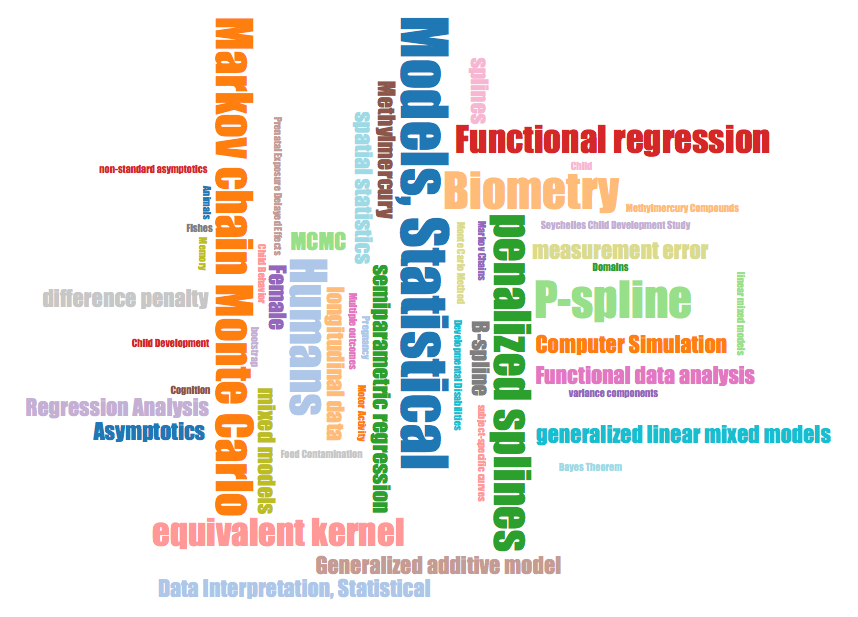 Markov chain Monte Carlo
Models, Statistical
splines
Methylmercury
spatial statistics
Prenatal Exposure Delayed Effects
Functional regression
Child
non-standard asymptotics
Biometry
Animals
Methylmercury Compounds
penalized splines
Fishes
Seychelles Child Development Study
Markov Chains
Monte Carlo Method
MCMC
Memory
measurement error
Child Behavior
Female
Humans
Semiparametric regression
Domains
linear mixed models
difference penalty
P-spline
longitudinal data
Multiple outcomes
Pregnancy
Developmental Disabilities
B-spline
bootstrap
Child Development
Computer Simulation
Functional data analysis
Cognition
mixed models
Motor Activity
variance components
Regression Analysis
subject-specific curves
Asymptotics
generalized linear mixed models
Food Contamination
Bayes Theorem
equivalent kernel
Generalized additive model
Data Interpretation, Statistical